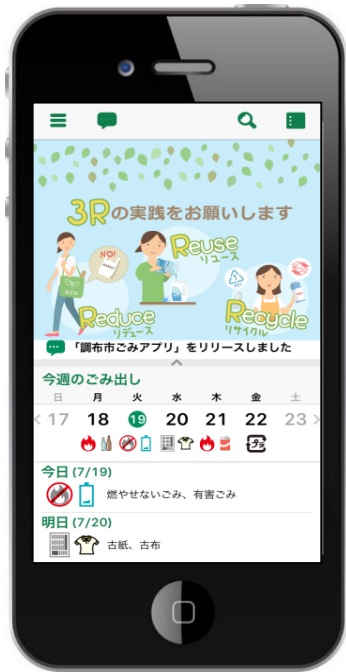 3Rの実践をお願いします
NO!
Reuse
リユース
Reduce
リデュース
Recycle
リサイクル
「調布市ごみアプリ」をリリースしました
今週のごみ出し
日 月 火 水 木 金 土
17 18 19 20 21 22 23
プラ
今日 (7/19)
燃やせないごみ、有害ごみ
明日 (7/20)
古紙、古布